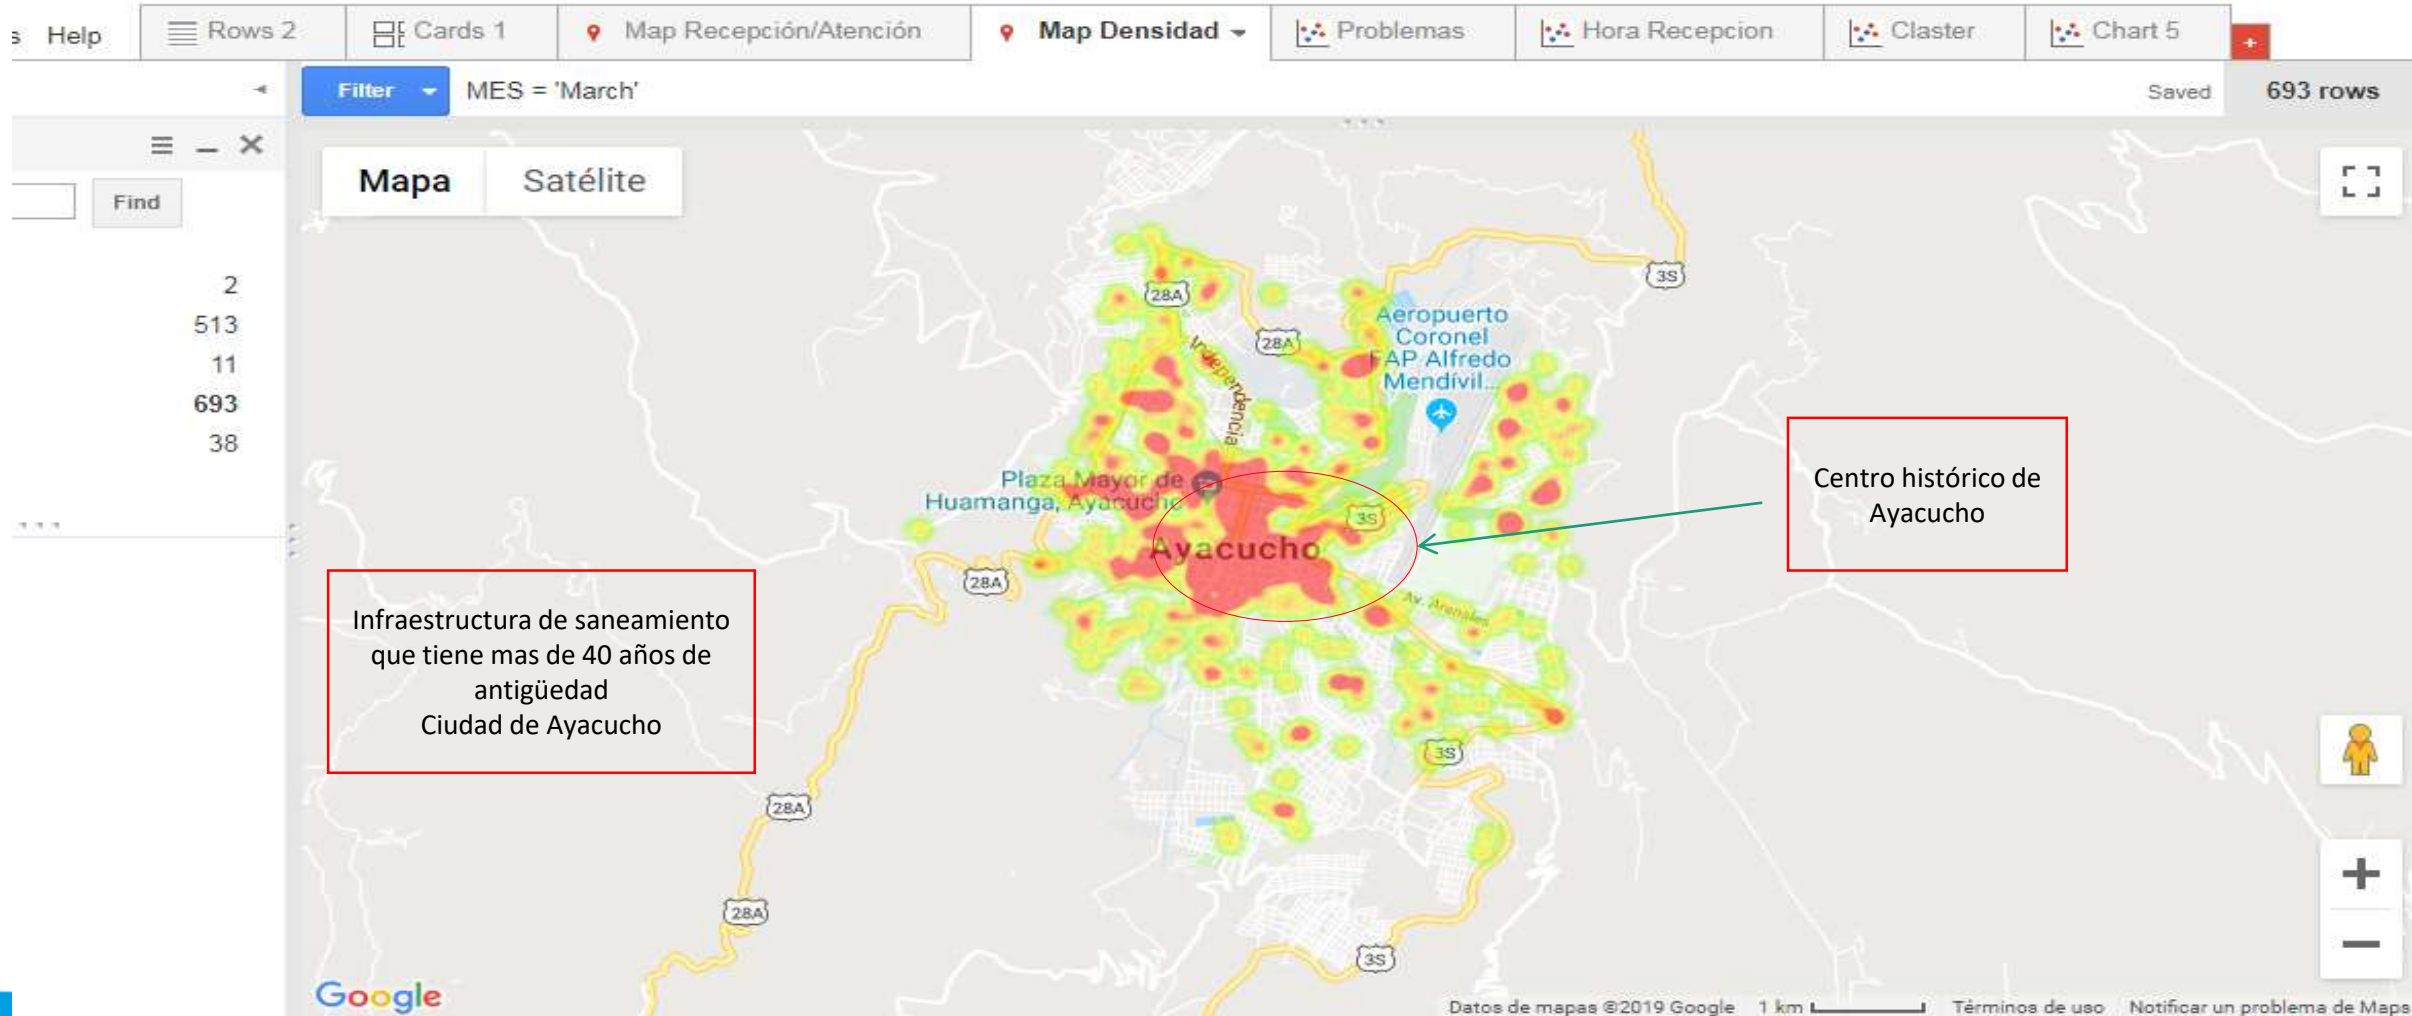 s Help
Rows 2
Cards 1
Map Recepción/Atención
Map Densidad
Problemas
Hora Recepcion
Claster
Chart 5
+
Filter
MES = 'March'
Saved
693 rows
Find
2
513
11
693
38
Mapa
Satélite
3S
28A
Aeropuerto
Coronel
FAP Alfredo
Mendívil...
28A
Independencia
Plaza Mayor de
Huamanga, Ayacucho
3S
Ayacucho
Centro histórico de
Ayacucho
28A
Av. Arenales
Infraestructura de saneamiento
que tiene mas de 40 años de
antigüedad
Ciudad de Ayacucho
3S
28A
28A
3S
Google
Datos de mapas ©2019 Google
1 km
Términos de uso
Notificar un problema de Maps